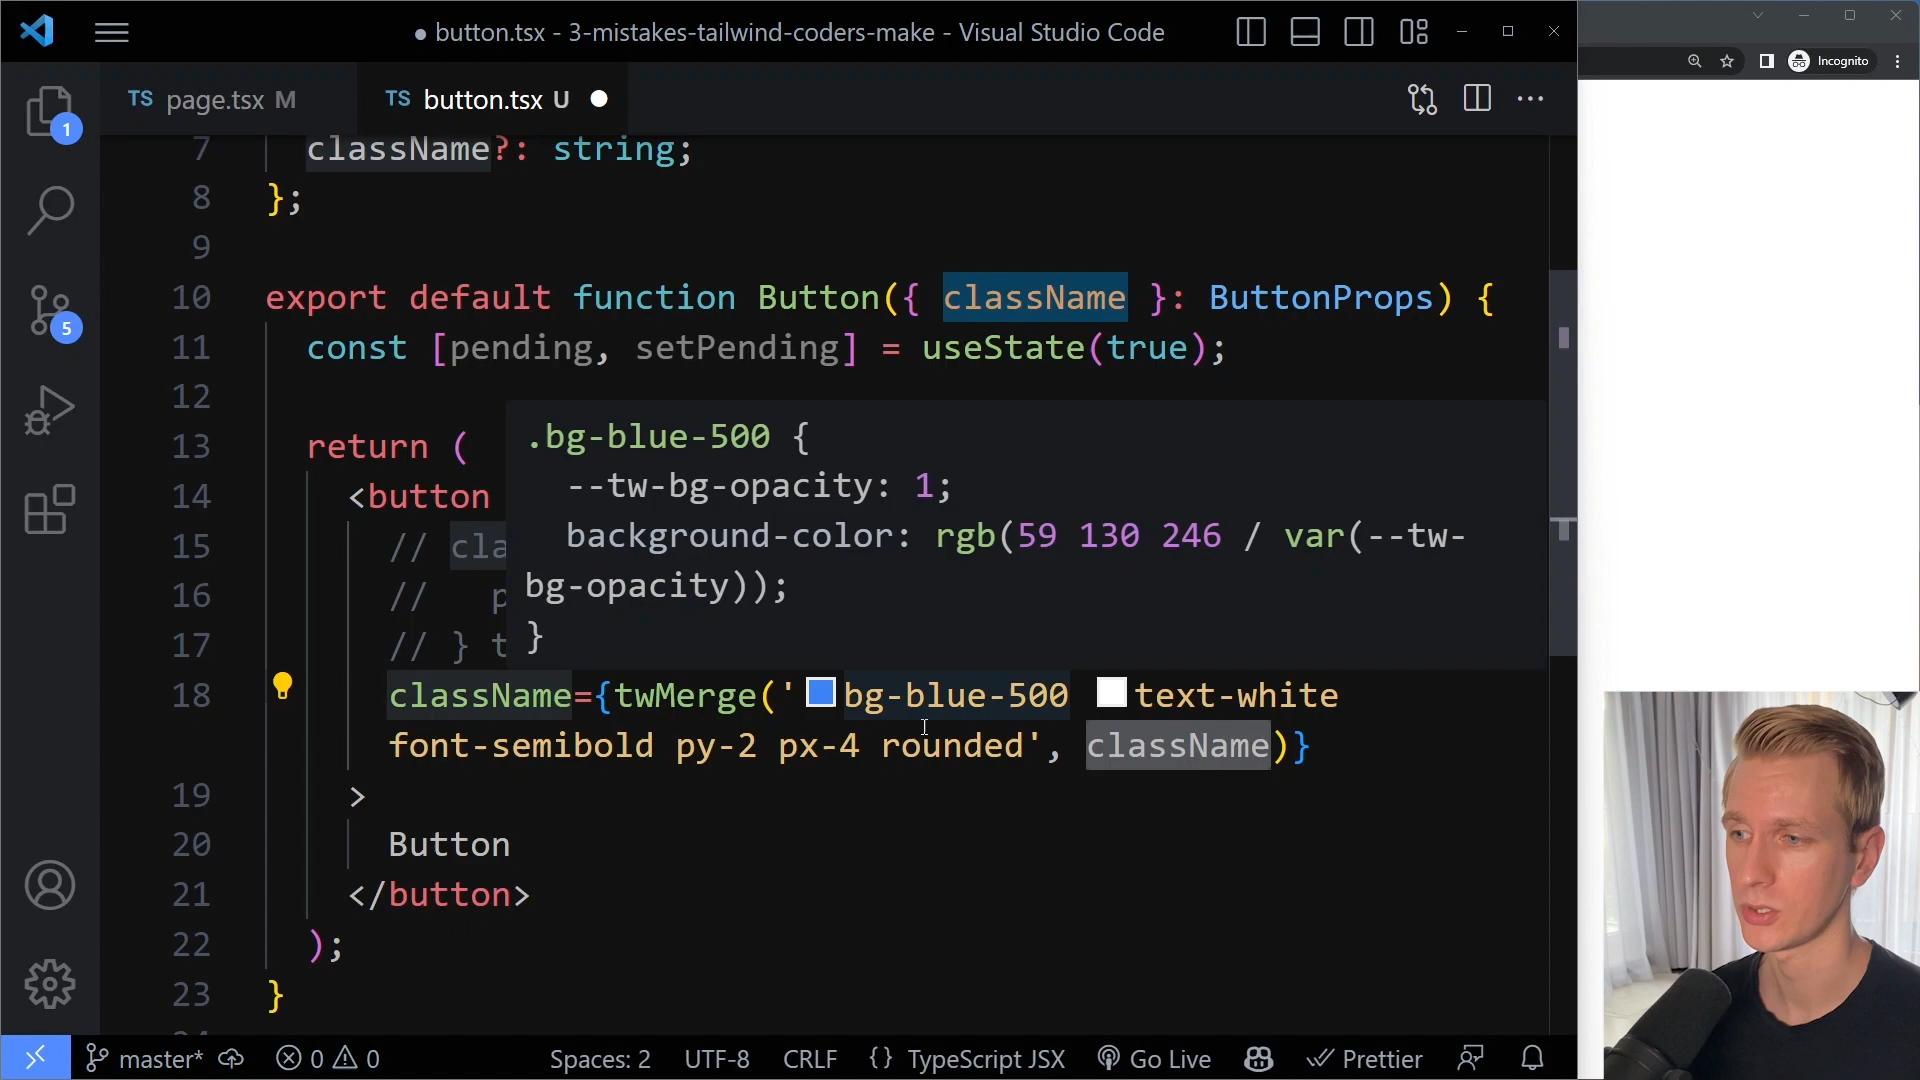 button.tsx - 3-mistakes-tailwind-coders-make - Visual Studio Code
Incognito
TS page.tsx M
TS button.tsx U
1
5
7 className?: string;
8 };
9
10 export default function Button({ className }: ButtonProps) {
11 const [pending, setPending] = useState(true);
12
.bg-blue-500 {
13 return (
--tw-bg-opacity: 1;
14 <button
background-color: rgb(59 130 246 / var(--tw-
15 // cla
bg-opacity));
16 // p
}
17 // } t
18 className={twMerge('bg-blue-500 text-white
font-semibold py-2 px-4 rounded', className)}
19 >
20 Button
21 </button>
22 );
23 }
master* 0 0 Spaces: 2 UTF-8 CRLF {} TypeScript JSX Go Live Prettier